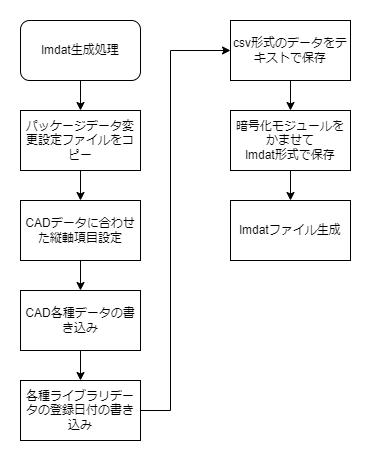 lmdat生成処理
パッケージデータ変
更設定ファイルをコ
ピー
CADデータに合わせ
た縦軸項目設定
CAD各種データの書
き込み
各種ライブラリデ
ータの登録日付の書き
込み
csv形式のデータをテ
キストで保存
暗号化モジュールを
かませて
lmdat形式で保存
lmdatファイル生成